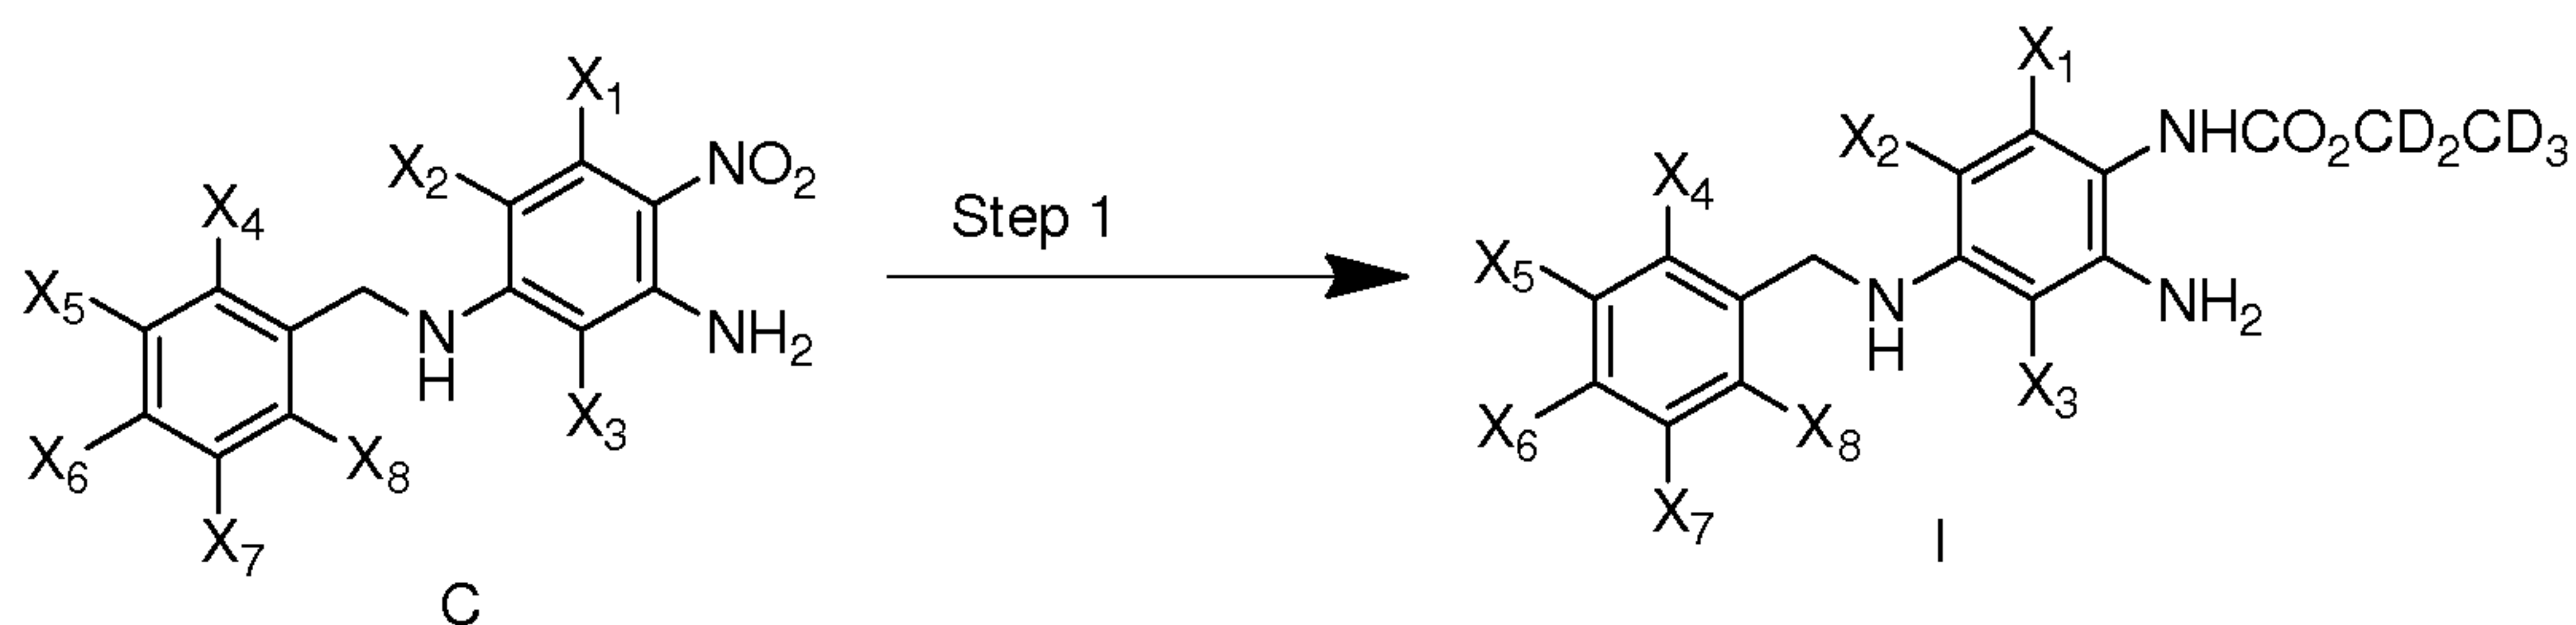 X1
X2
NO2
X4
X5
N
H
NH2
X3
X6
X8
X7
C
Step 1
X1
X2
NHCO2CD2CD3
X4
X5
N
H
NH2
X3
X6
X8
X7
I